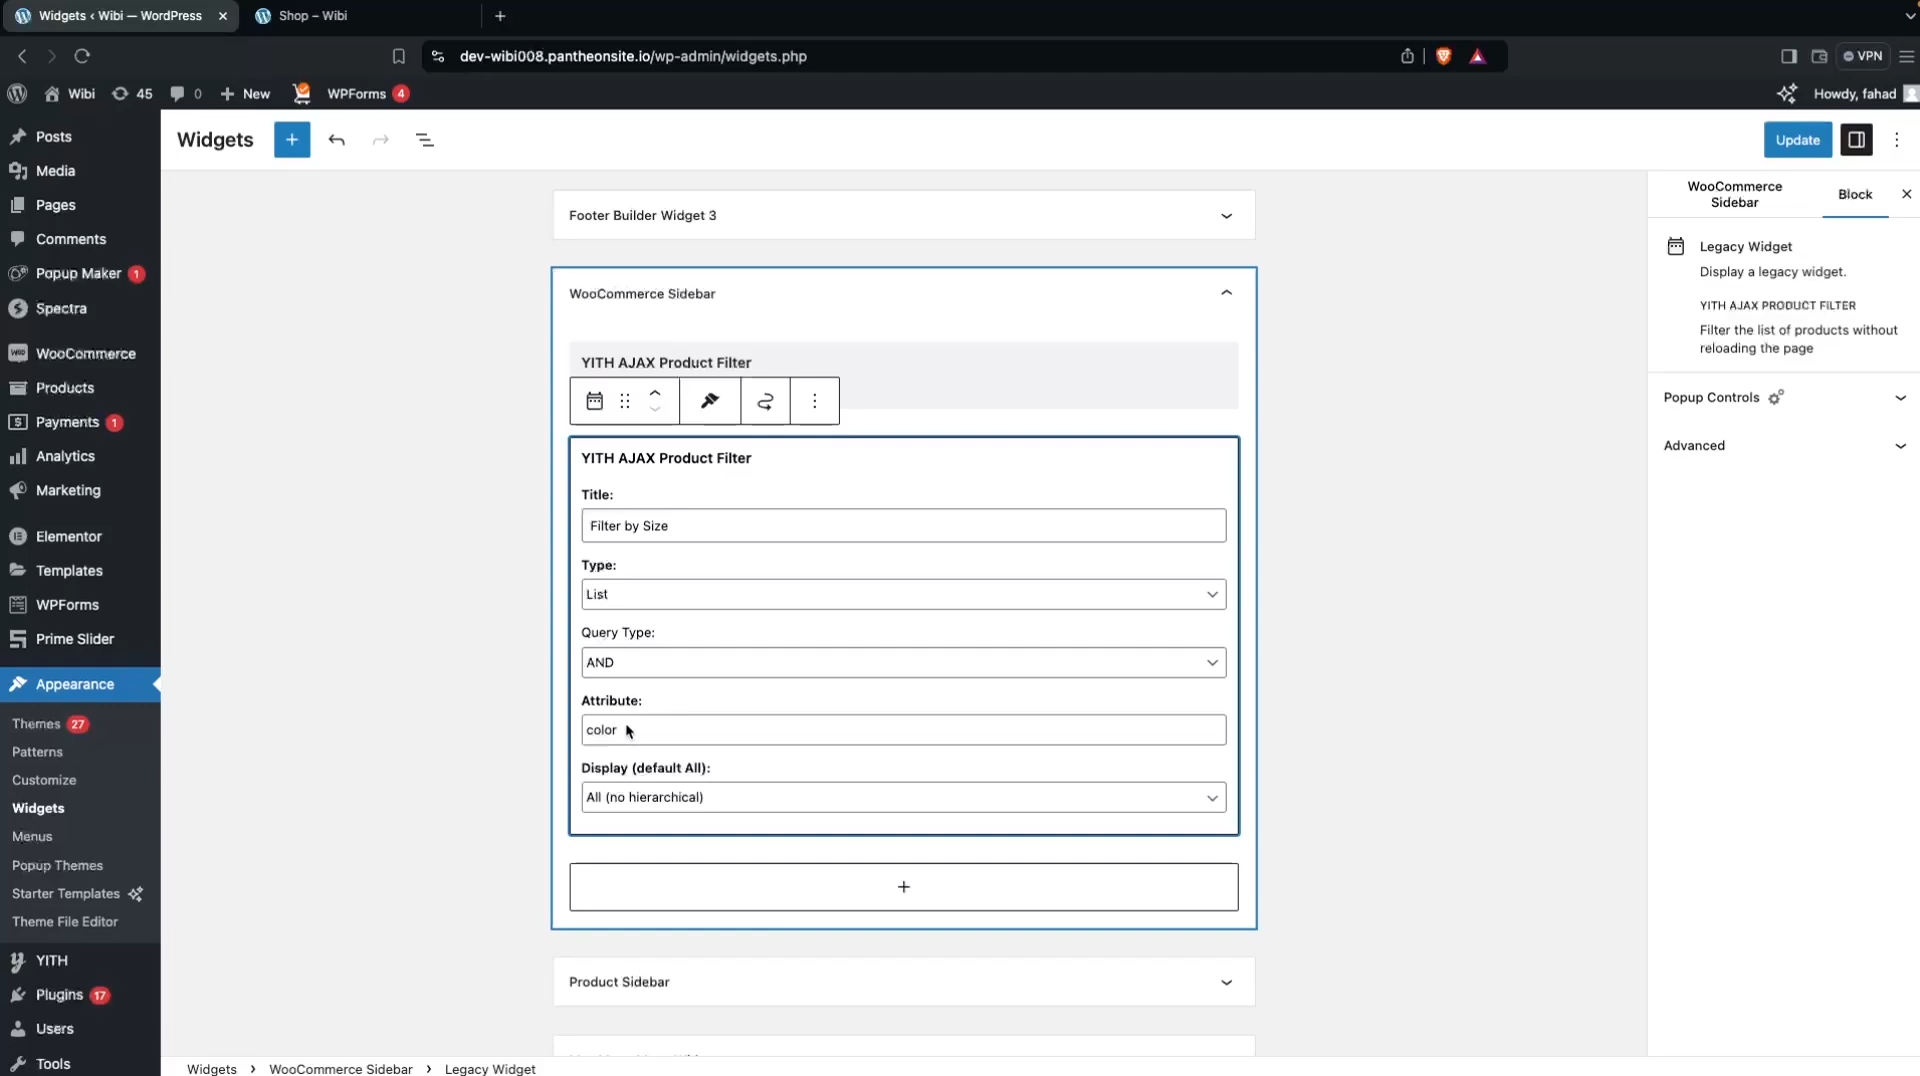 Widgets ‹ Wibi — WordPress
Shop – Wibi
dev-wibi008.pantheonsite.io/wp-admin/widgets.php
VPN
Wibi
45
0
New
WPForms 4
Howdy, fahad
Posts
Media
Pages
Comments
Popup Maker 1
Spectra
WooCommerce
Products
Payments 1
Analytics
Marketing
Elementor
Templates
WPForms
Prime Slider
Appearance
Themes 27
Patterns
Customize
Widgets
Menus
Popup Themes
Starter Templates
Theme File Editor
YITH
Plugins 17
Users
Tools
Widgets
Update
Footer Builder Widget 3
WooCommerce Sidebar
YITH AJAX Product Filter
YITH AJAX Product Filter
Title:
Filter by Size
Type:
List
Query Type:
AND
Attribute:
color
Display (default All):
All (no hierarchical)
Product Sidebar
WooCommerce
Sidebar
Block
Legacy Widget
Display a legacy widget.
YITH AJAX PRODUCT FILTER
Filter the list of products without
reloading the page
Popup Controls
Advanced
Widgets › WooCommerce Sidebar › Legacy Widget